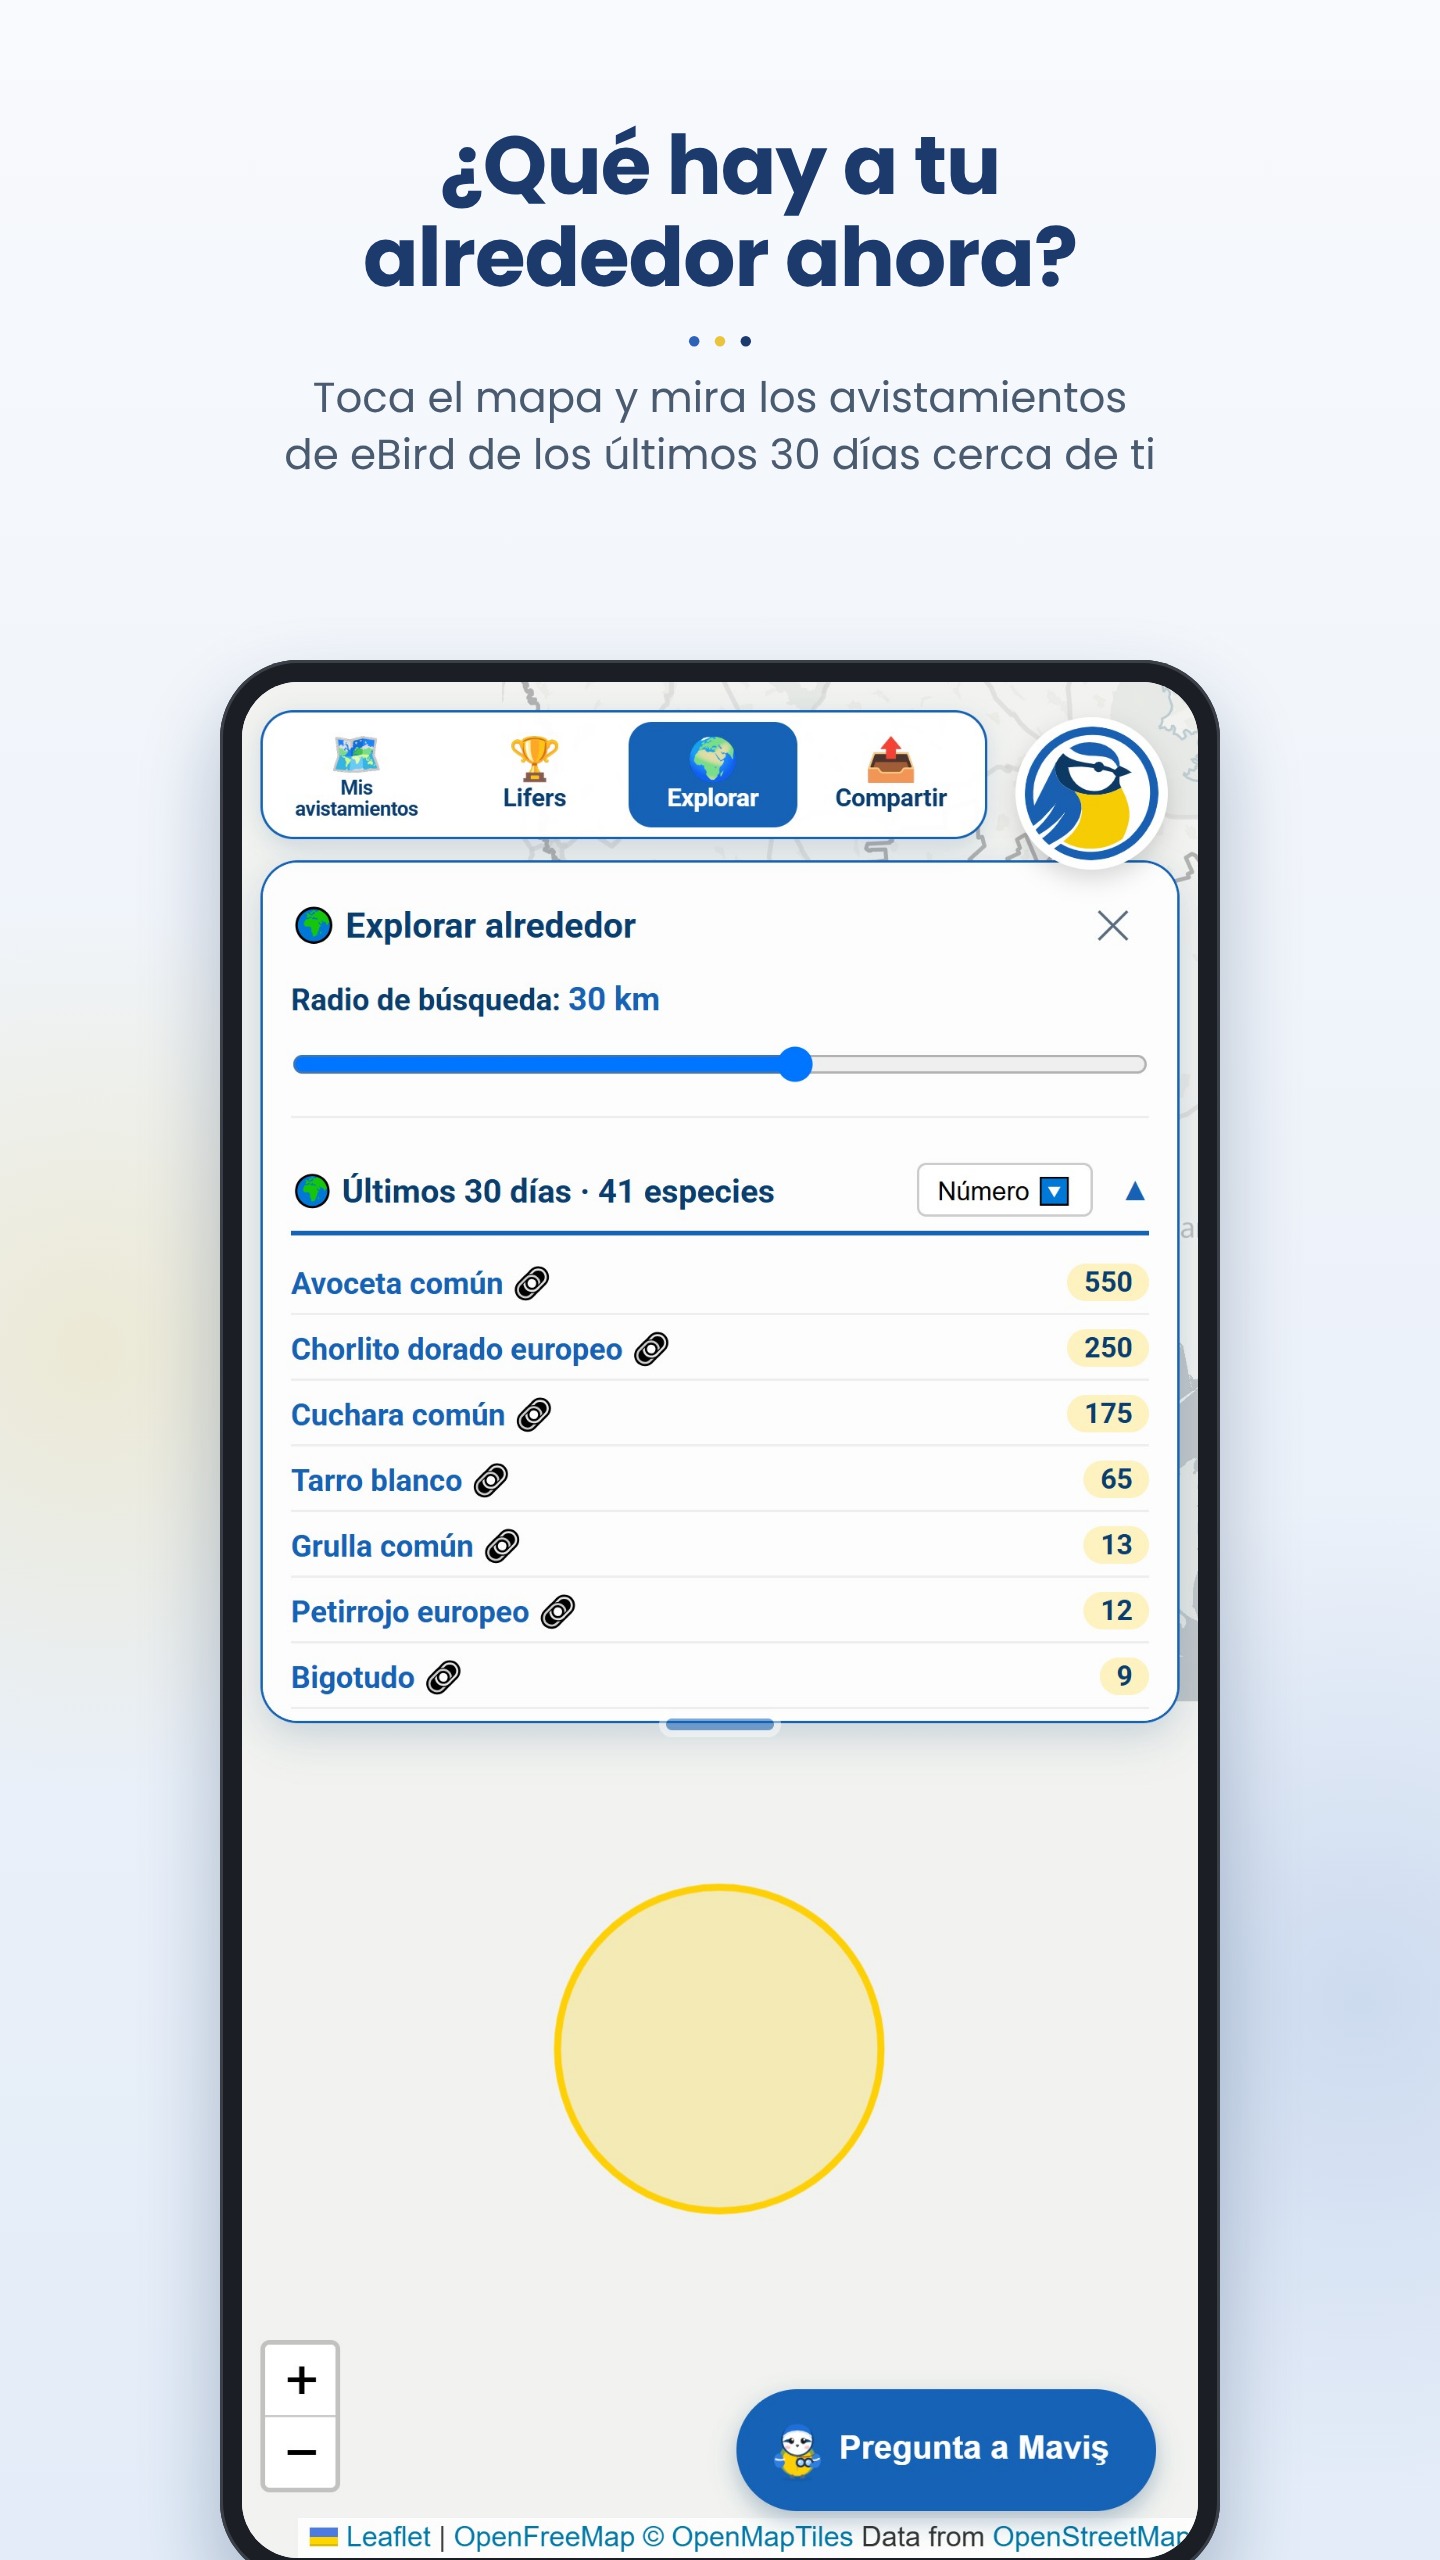 ¿Qué hay a tu
alrededor ahora?
Toca el mapa y mira los avistamientos
de eBird de los últimos 30 días cerca de ti
Mis
avistamientos
Lifers
Explorar
Compartir
Explorar alrededor
Radio de búsqueda: 30 km
Últimos 30 días · 41 especies
Número
Avoceta común 550
Chorlito dorado europeo 250
Cuchara común 175
Tarro blanco 65
Grulla común 13
Petirrojo europeo 12
Bigotudo 9
+
−
Pregunta a Maviş
Leaflet | OpenFreeMap © OpenMapTiles Data from OpenStreetMap